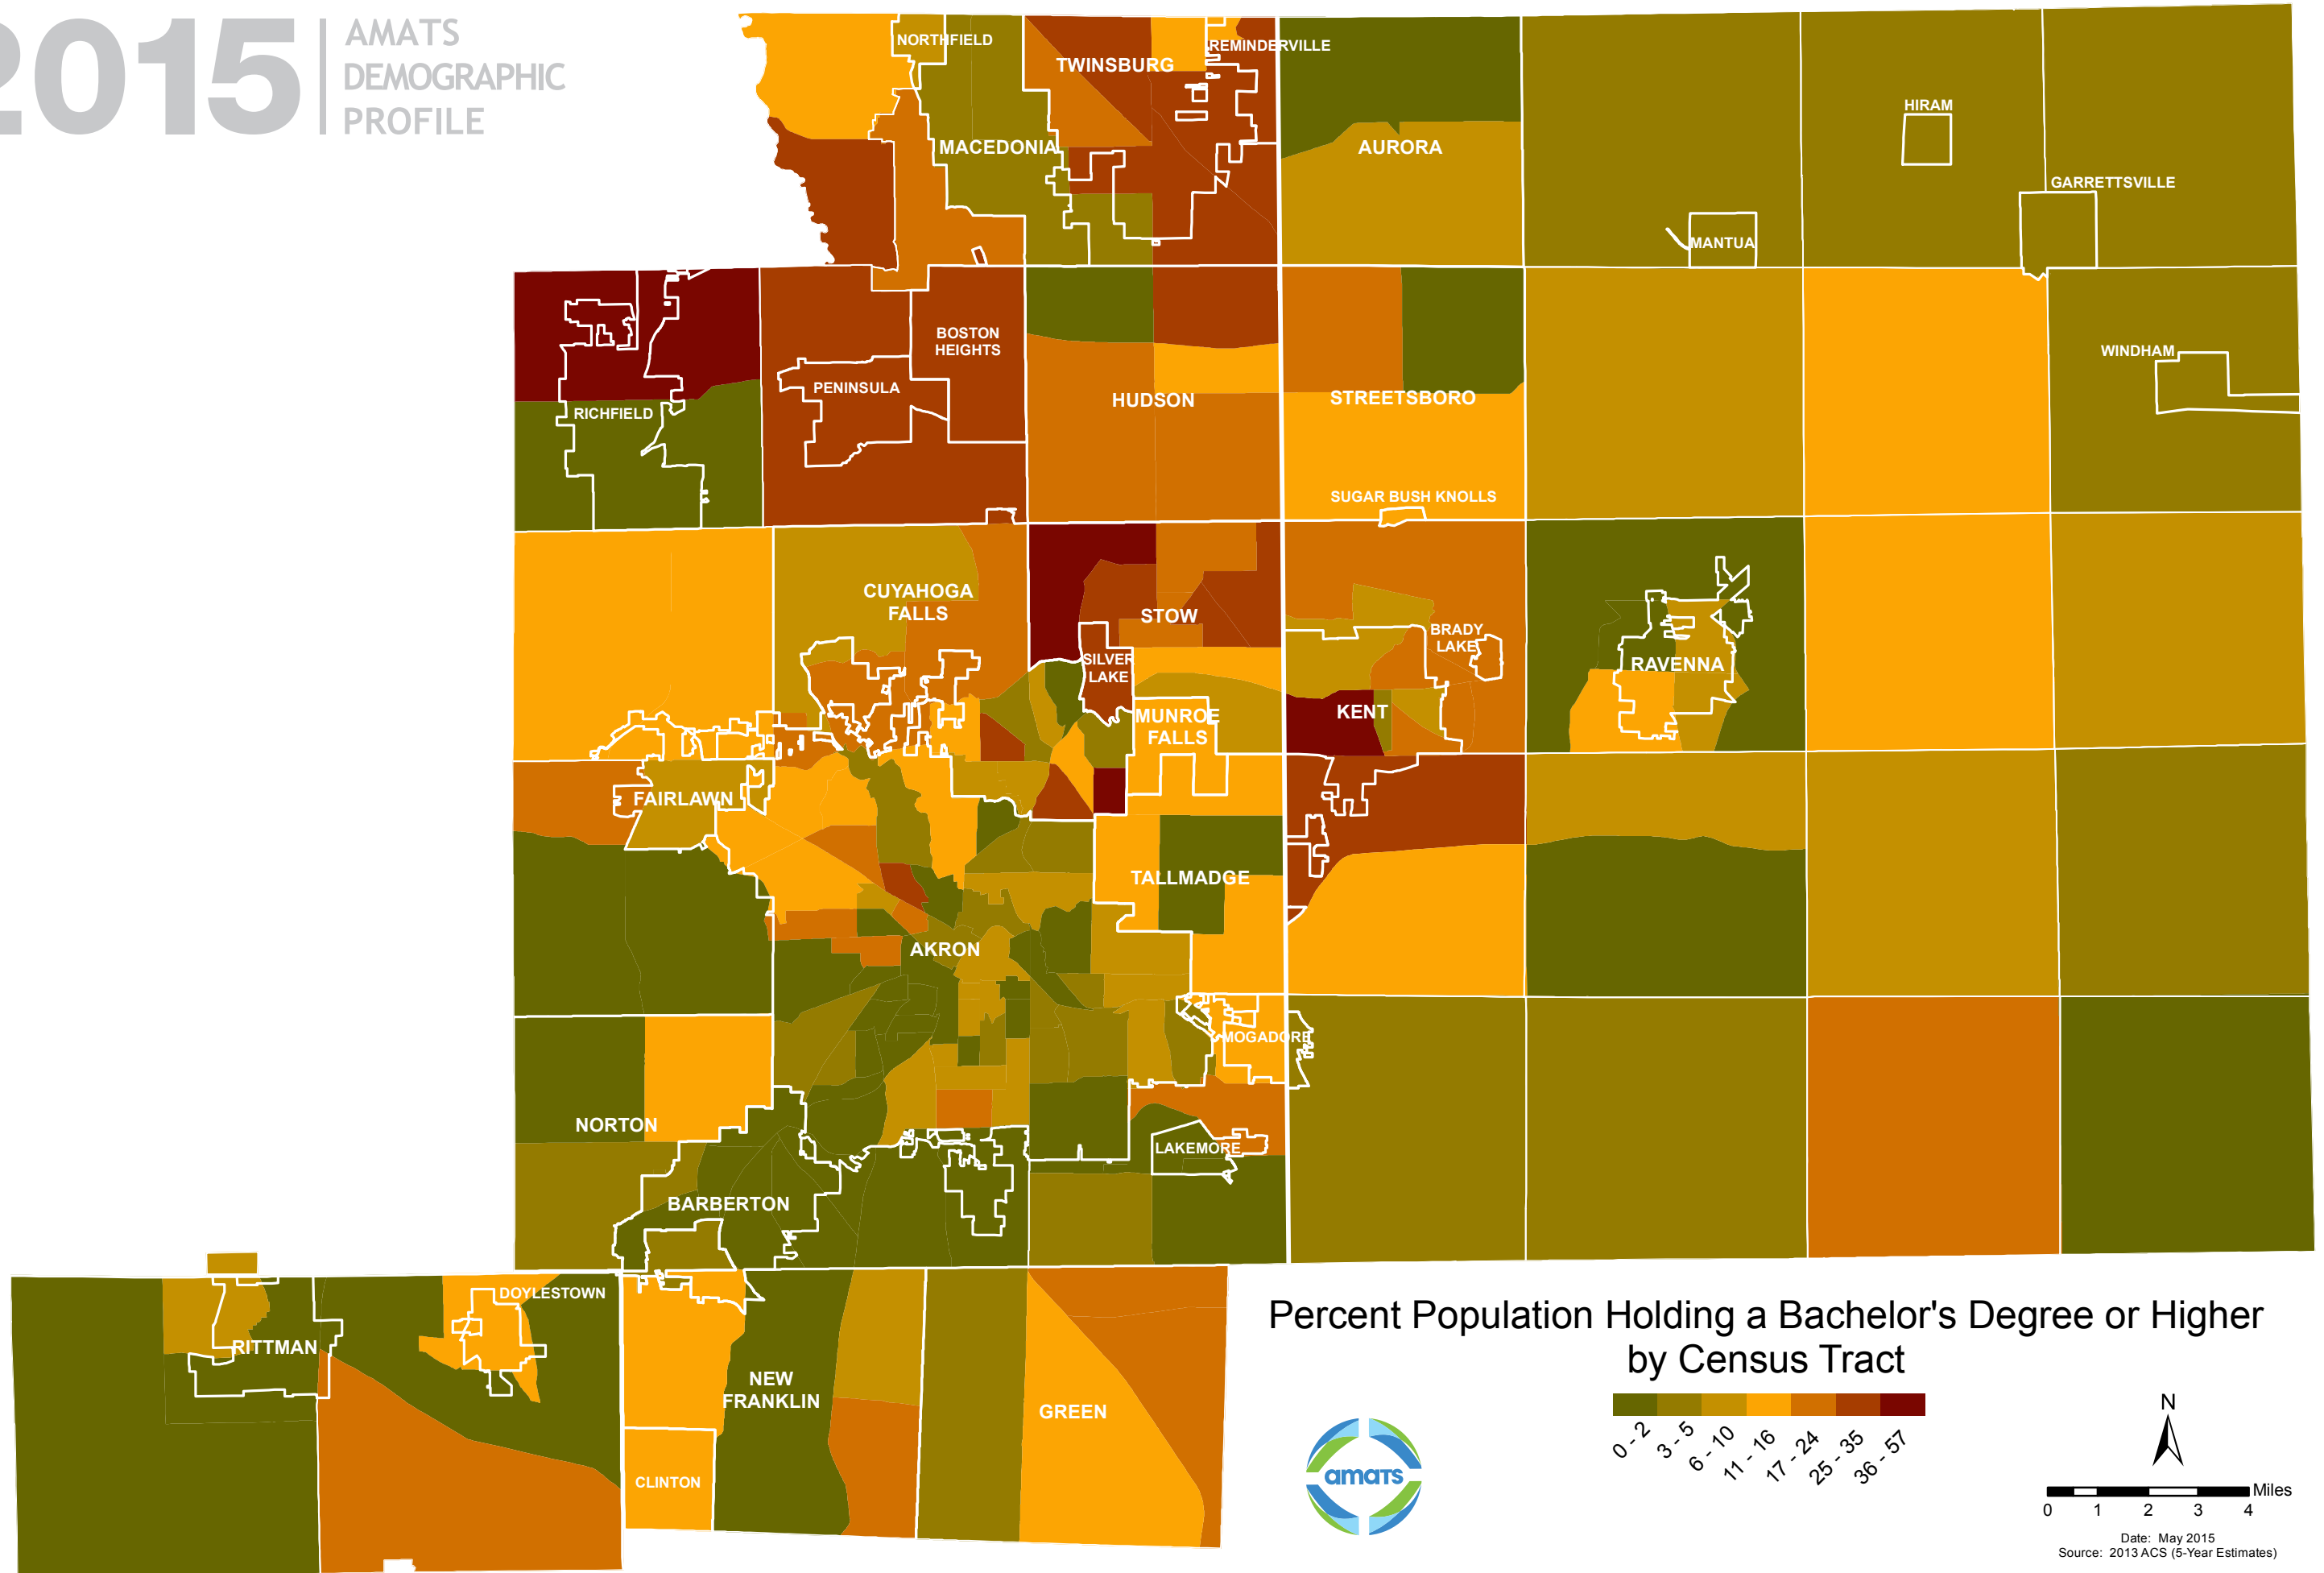 2015
AMATS
DEMOGRAPHIC
PROFILE
NORTHFIELD
REMINDERVILLE
TWINSBURG
HIRAM
MACEDONIA
AURORA
GARRETTSVILLE
MANTUA
BOSTON
HEIGHTS
WINDHAM
PENINSULA
RICHFIELD
HUDSON
STREETSBORO
SUGAR BUSH KNOLLS
CUYAHOGA
FALLS
STOW
BRADY
LAKE
SILVER
LAKE
RAVENNA
MUNROE
FALLS
KENT
FAIRLAWN
TALLMADGE
AKRON
MOGADORE
NORTON
LAKEMORE
BARBERTON
DOYLESTOWN
RITTMAN
NEW
FRANKLIN
GREEN
CLINTON
Percent Population Holding a Bachelor's Degree or Higher
by Census Tract
0 - 2
3 - 5
6 - 10
11 - 16
17 - 24
25 - 35
36 - 57
amats
N
Miles
0 1 2 3 4
Date: May 2015
Source: 2013 ACS (5-Year Estimates)